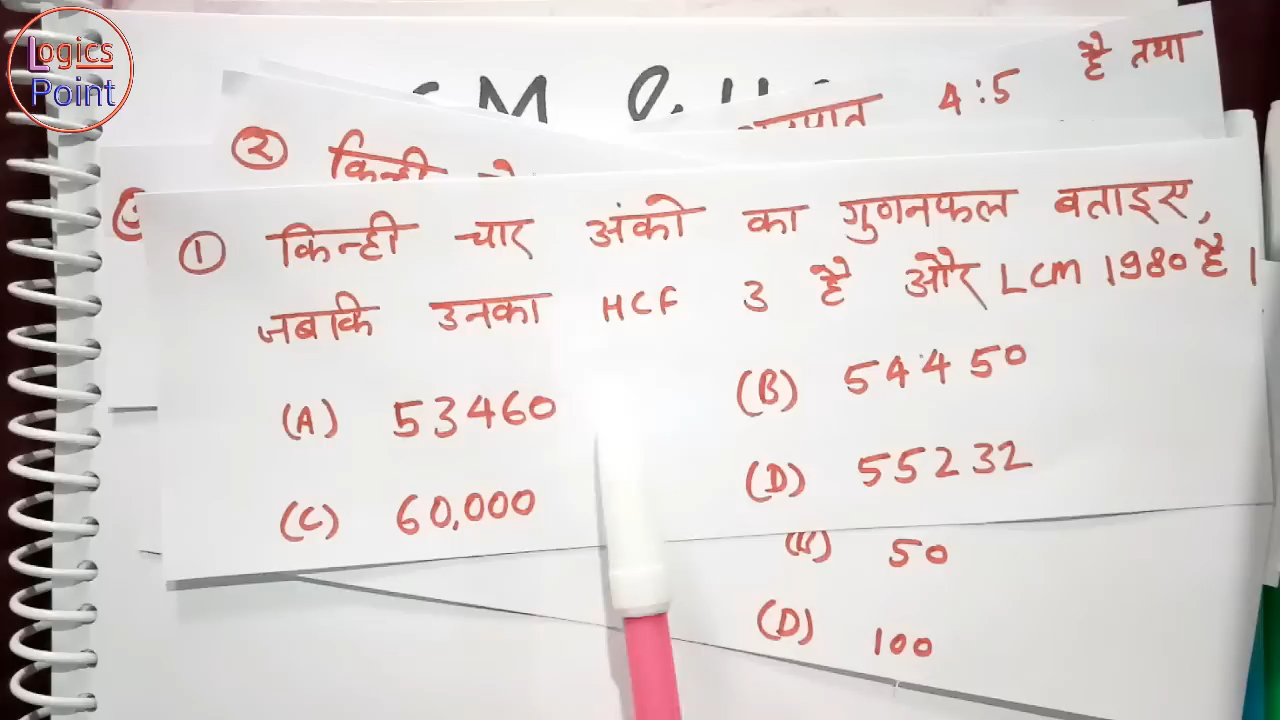 Logics
Point
4:5 है तथा
२ किन्ही
① किन्ही चार अंको का गुणनफल बताइए,
जबकि उनका HCF 3 है और LCM 1980 है।
(A) 53460
(B) 54450
(C) 60,000
(D) 55232
50
(D) 100